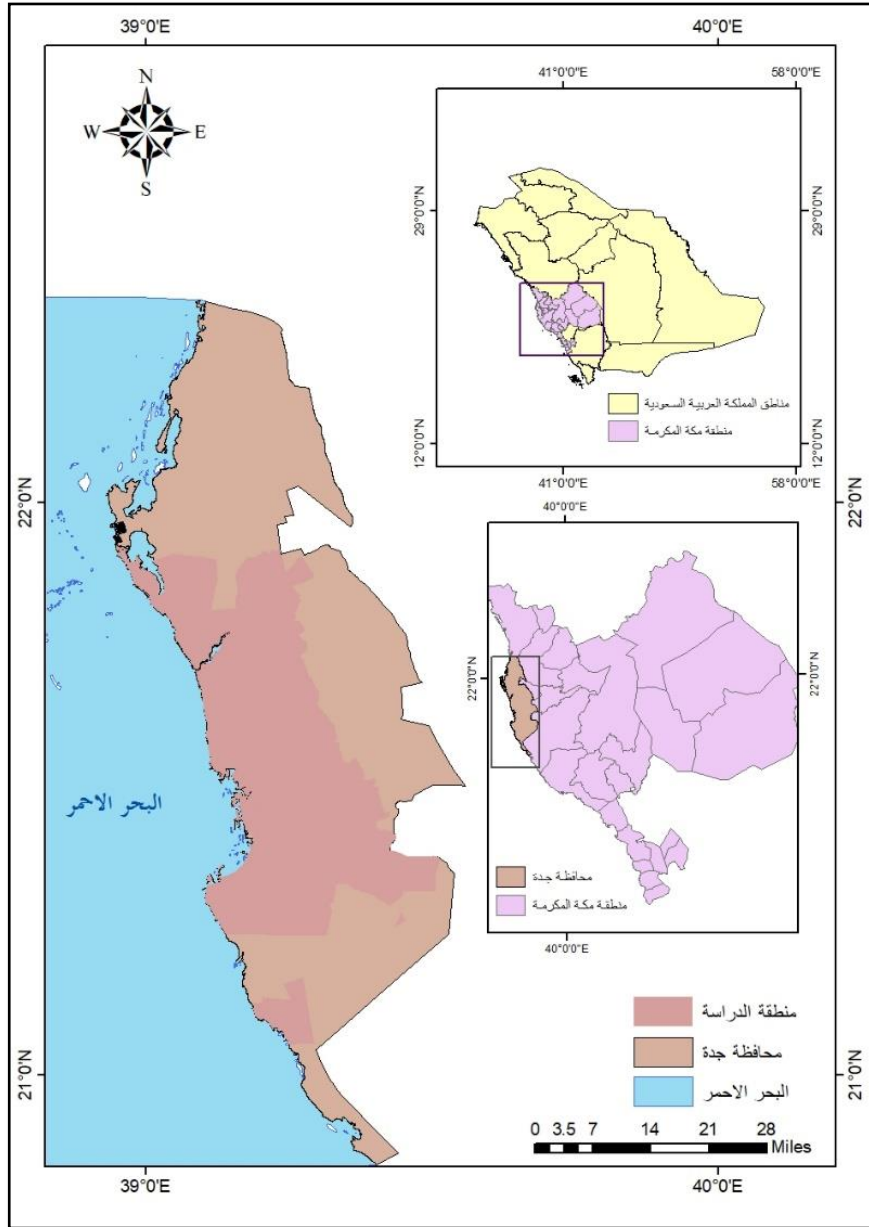 39°0'E
40°0'E
N
W
E
S
41°0'0"E
58°0'0"E
29°0'0"N
29°0'0"N
12°0'0"N
12°0'0"N
مناطق المملكة العربية السعودية
منطقة مكة المكرمة
41°0'0"E
58°0'0"E
22°0'N
22°0'N
40°0'0"E
22°0'0"N
22°0'0"N
محافظة جدة
منطقة مكة المكرمة
40°0'0"E
البحر الاحمر
منطقة الدراسة
محافظة جدة
البحر الاحمر
21°0'N
21°0'N
0 3.5 7 14 21 28
Miles
39°0'E
40°0'E